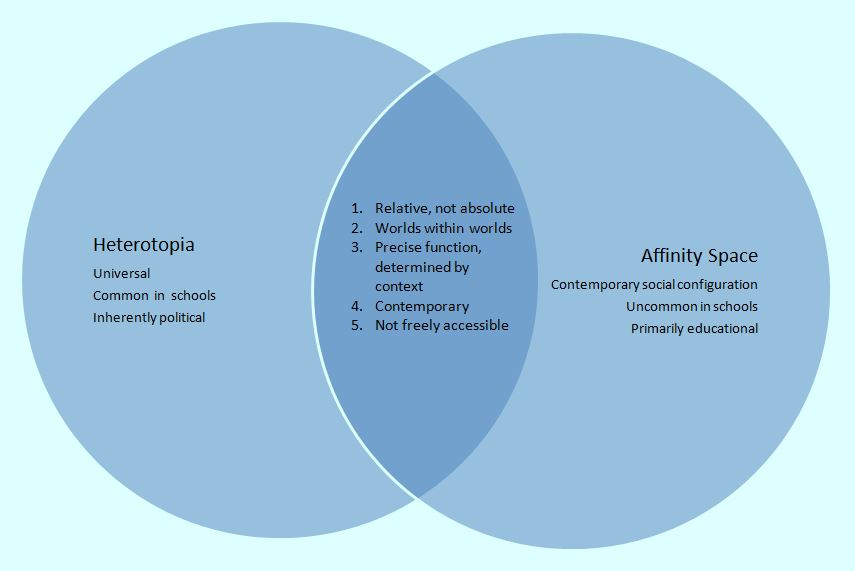 Heterotopia
Universal
Common in schools
Inherently political
1. Relative, not absolute
2. Worlds within worlds
3. Precise function,
determined by
context
4. Contemporary
5. Not freely accessible
Affinity Space
Contemporary social configuration
Uncommon in schools
Primarily educational